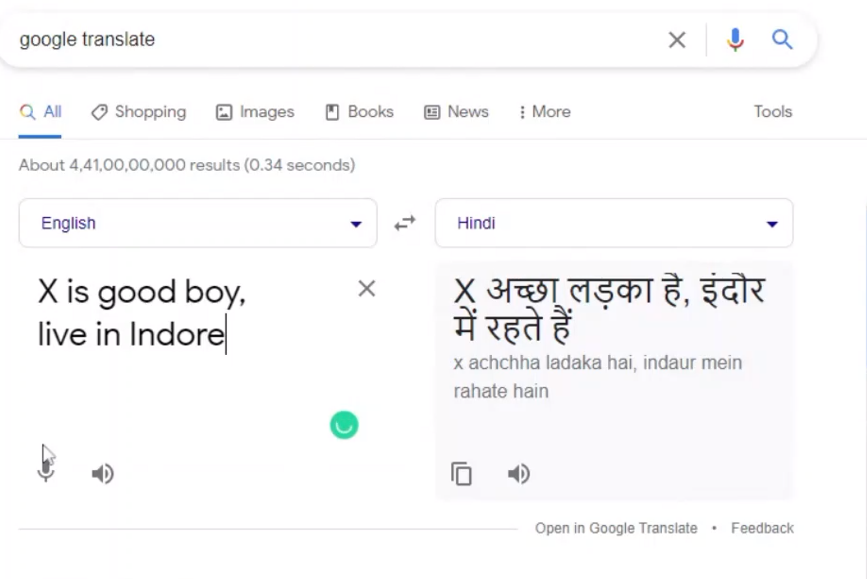 google translate
All Shopping Images Books News More Tools
About 4,41,00,00,000 results (0.34 seconds)
English Hindi
X is good boy,
live in Indore
X अच्छा लड़का है, इंदौर
में रहते हैं
x achchha ladaka hai, indaur mein
rahate hain
Open in Google Translate • Feedback